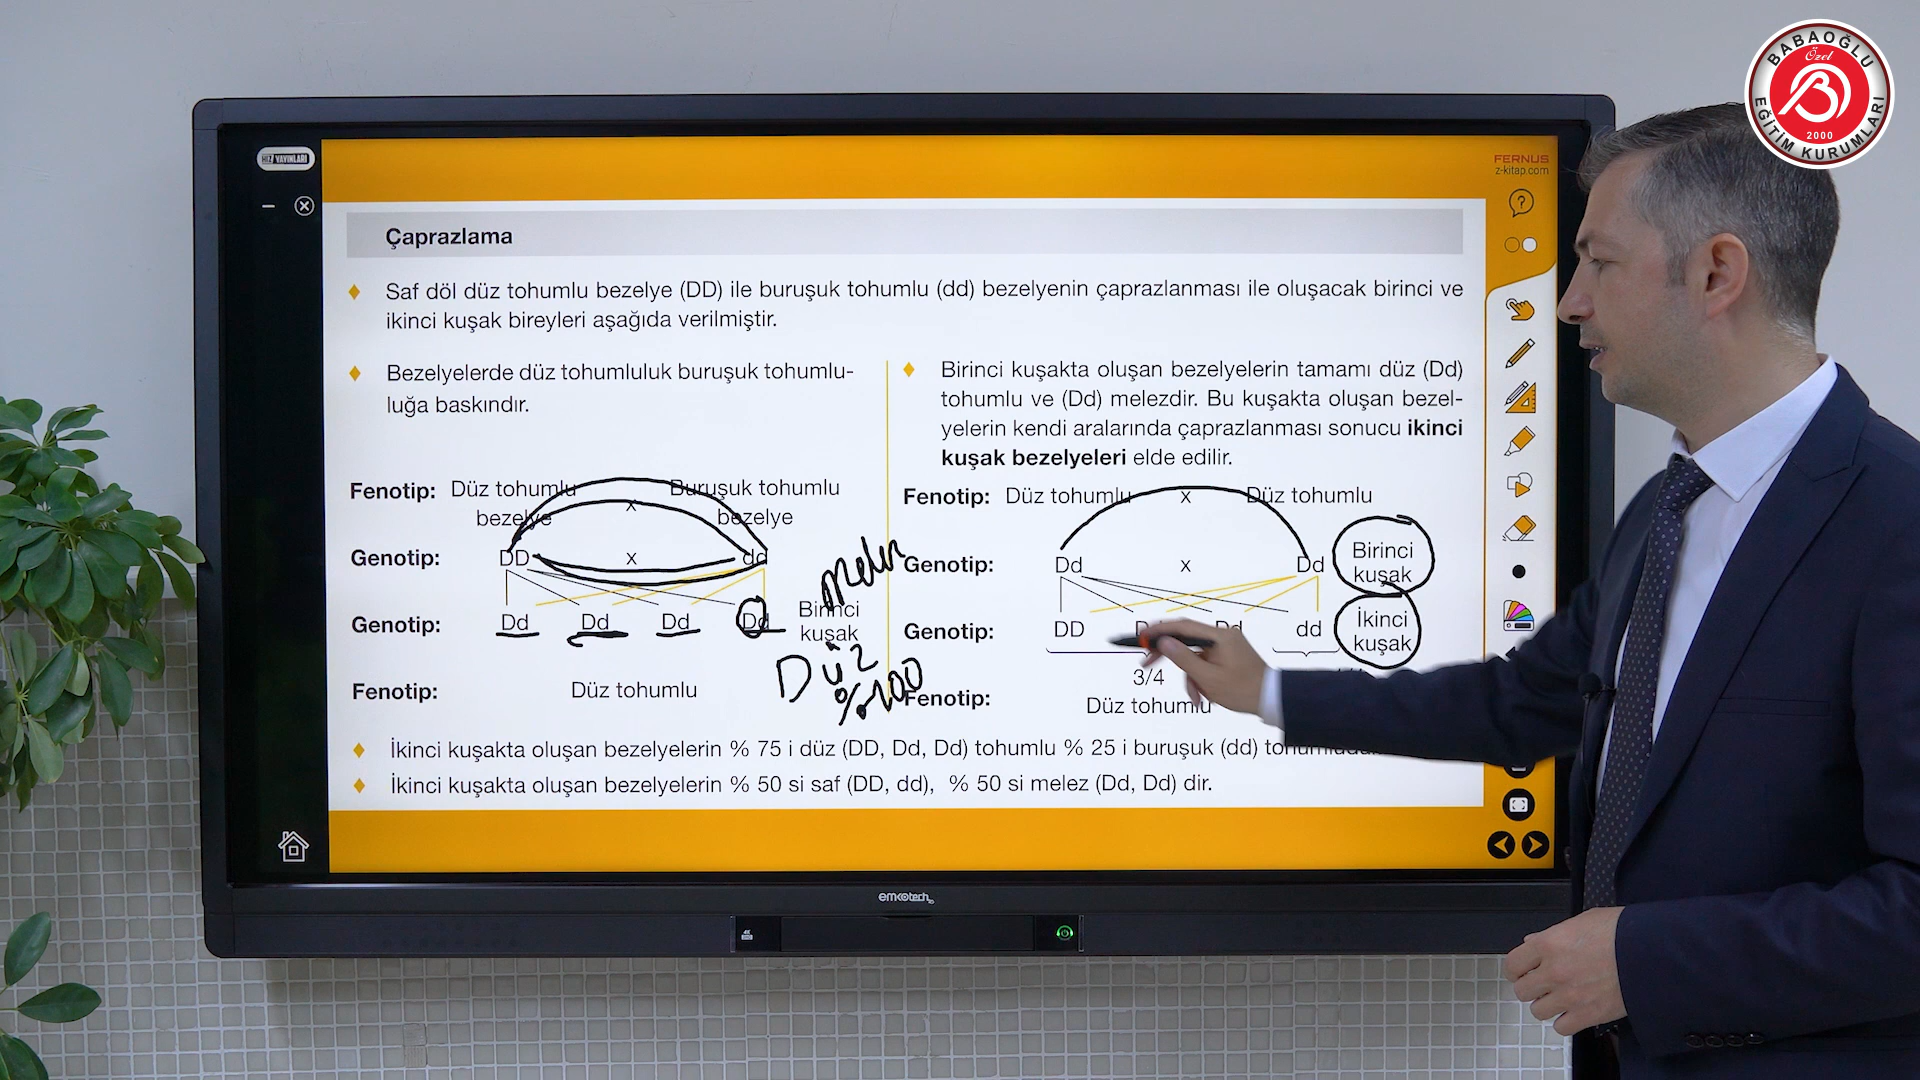 BABAOĞLU
Özel
B
2000
EĞİTİM KURUMLARI
HIZ YAYINLARI
FERNUS
z-kitap.com
Çaprazlama
Saf döl düz tohumlu bezelye (DD) ile buruşuk tohumlu (dd) bezelyenin çaprazlanması ile oluşacak birinci ve
ikinci kuşak bireyleri aşağıda verilmiştir.
Bezelyelerde düz tohumluluk buruşuk tohumlu-
luğa baskındır.
Fenotip: Düz tohumlu x Buruşuk tohumlu
bezelye bezelye
Genotip: DD x dd
Genotip: Dd Dd Dd Dd Birinci
kuşak
Fenotip: Düz tohumlu
melez
Düz
%100
Birinci kuşakta oluşan bezelyelerin tamamı düz (Dd)
tohumlu ve (Dd) melezdir. Bu kuşakta oluşan bezel-
yelerin kendi aralarında çaprazlanması sonucu ikinci
kuşak bezelyeleri elde edilir.
Fenotip: Düz tohumlu x Düz tohumlu
Genotip: Dd x Dd Birinci
kuşak
Genotip: DD Dd Dd dd İkinci
kuşak
3/4
Fenotip: Düz tohumlu
İkinci kuşakta oluşan bezelyelerin % 75 i düz (DD, Dd, Dd) tohumlu % 25 i buruşuk (dd)
İkinci kuşakta oluşan bezelyelerin % 50 si saf (DD, dd), % 50 si melez (Dd, Dd) dir.
emkotech